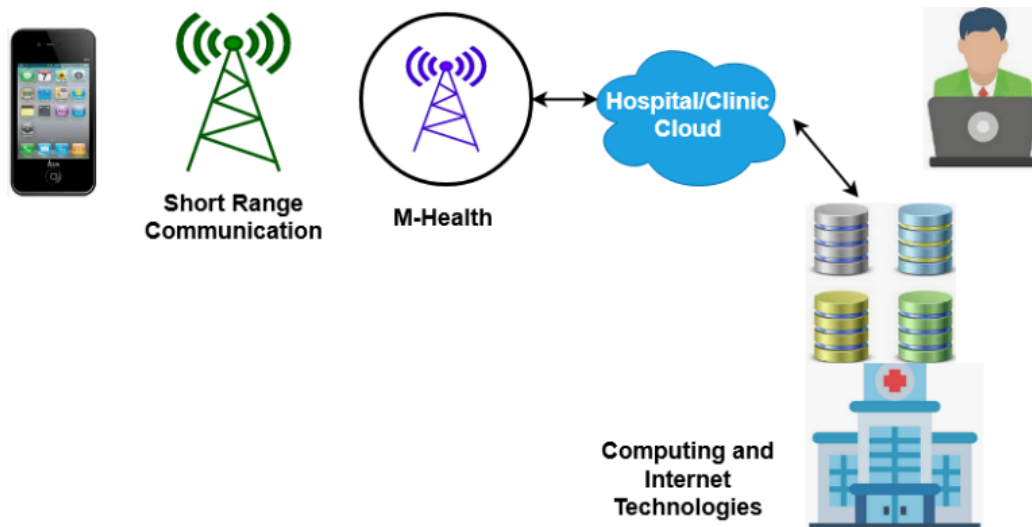 Hospital/Clinic
Cloud
Short Range
Communication
M-Health
Computing and
Internet
Technologies